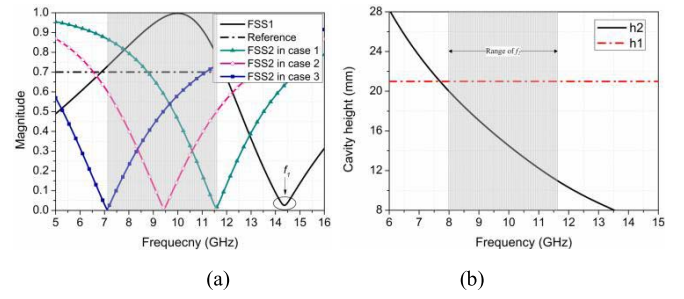 FSS1
Reference
FSS2 in case 1
FSS2 in case 2
FSS2 in case 3
Magnitude
1.0
0.9
0.8
0.7
0.6
0.5
0.4
0.3
0.2
0.1
0.0
f_r
5 6 7 8 9 10 11 12 13 14 15 16
Frequecny (GHz)
(a)
h2
h1
Range of f_r
Cavity height (mm)
28
24
20
16
12
8
6 7 8 9 10 11 12 13 14 15
Frequency (GHz)
(b)